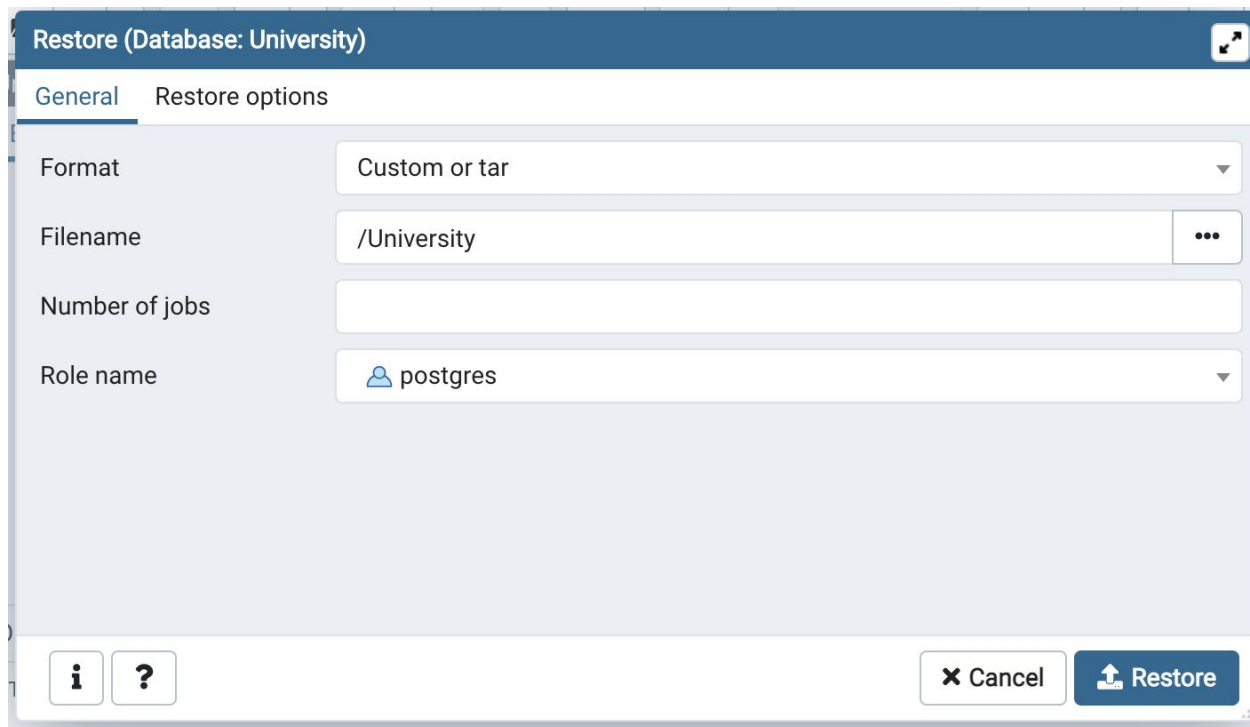 Restore (Database: University)
General Restore options
Format Custom or tar
Filename /University •••
Number of jobs
Role name postgres
i ? Cancel Restore